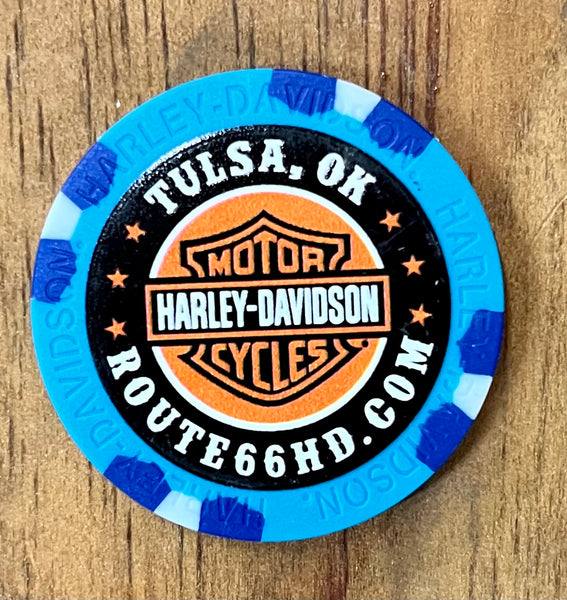 TULSA, OK
MOTOR
HARLEY-DAVIDSON
CYCLES
ROUTE66HD.COM
HARLEY-DAVIDSON.
HARLEY-DAVIDSON.
HARLEY-DAVIDSON.